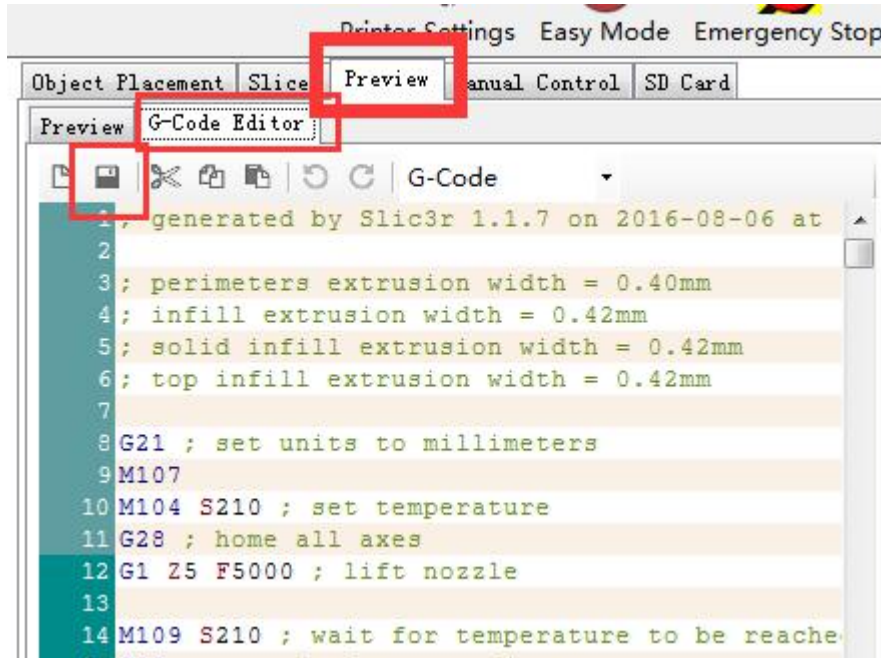 Printer Settings Easy Mode Emergency Stop
Object Placement Slice Preview anual Control SD Card
Preview G-Code Editor
G-Code
1 ; generated by Slic3r 1.1.7 on 2016-08-06 at
2
3 ; perimeters extrusion width = 0.40mm
4 ; infill extrusion width = 0.42mm
5 ; solid infill extrusion width = 0.42mm
6 ; top infill extrusion width = 0.42mm
7
8 G21 ; set units to millimeters
9 M107
10 M104 S210 ; set temperature
11 G28 ; home all axes
12 G1 Z5 F5000 ; lift nozzle
13
14 M109 S210 ; wait for temperature to be reache